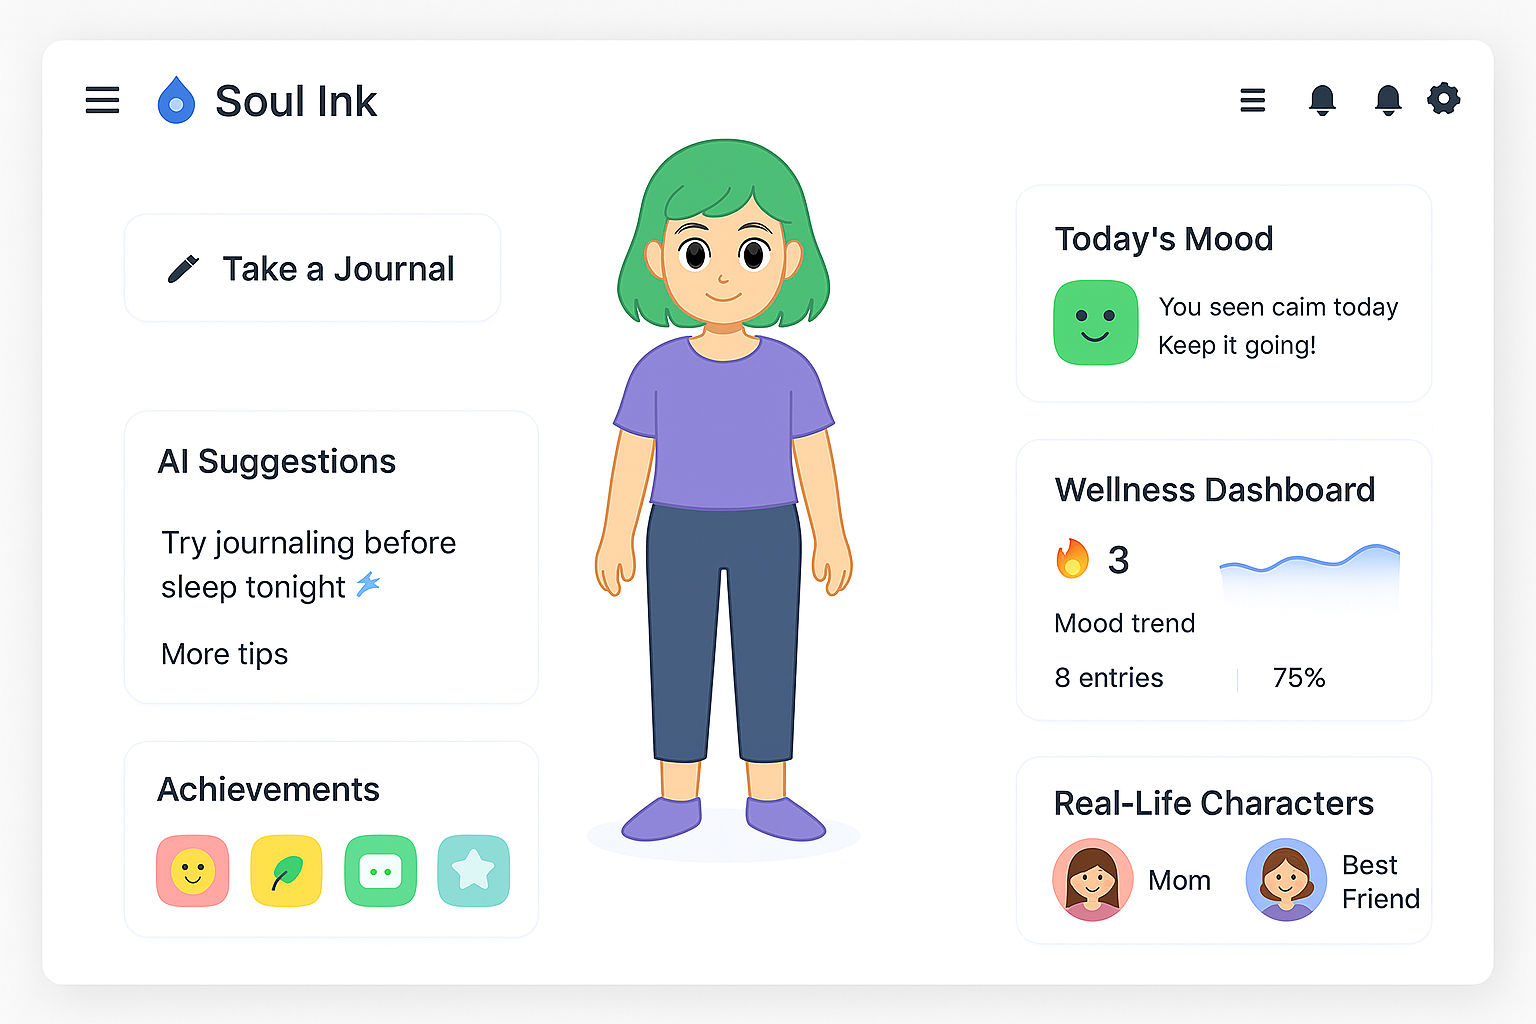 Soul Ink
Take a Journal
AI Suggestions
Try journaling before
sleep tonight
More tips
Achievements
Today's Mood
You seen caim today
Keep it going!
Wellness Dashboard
3
Mood trend
8 entries
75%
Real-Life Characters
Mom
Best
Friend